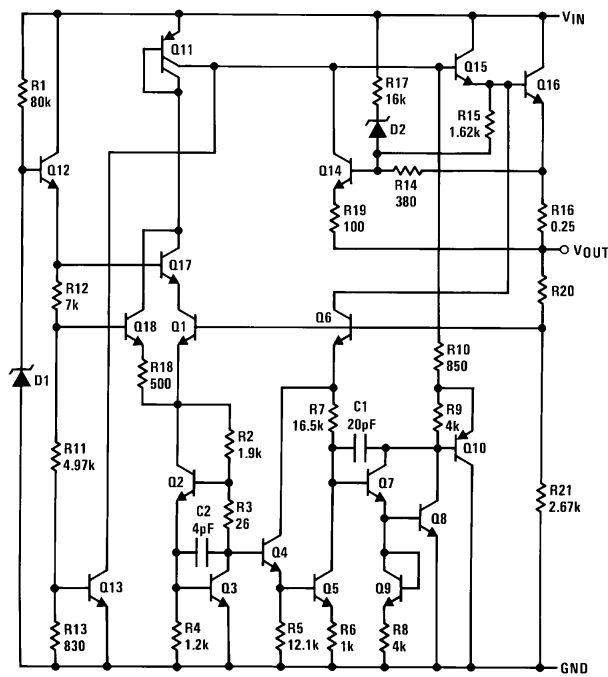 VIN
Q11
Q15
Q16
R1
80k
R17
16k
R15
1.62k
D2
Q12
Q14
R14
380
R16
0.25
R19
100
VOUT
Q17
R12
7k
R20
Q18
Q1
Q6
R18
500
R10
850
D1
R7
16.5k
C1
20pF
R9
4k
Q10
R2
1.9k
R11
4.97k
Q2
Q7
R21
2.67k
R3
26
C2
4pF
Q8
Q4
Q13
Q3
Q5
Q9
R13
830
R4
1.2k
R5
12.1k
R6
1k
R8
4k
GND